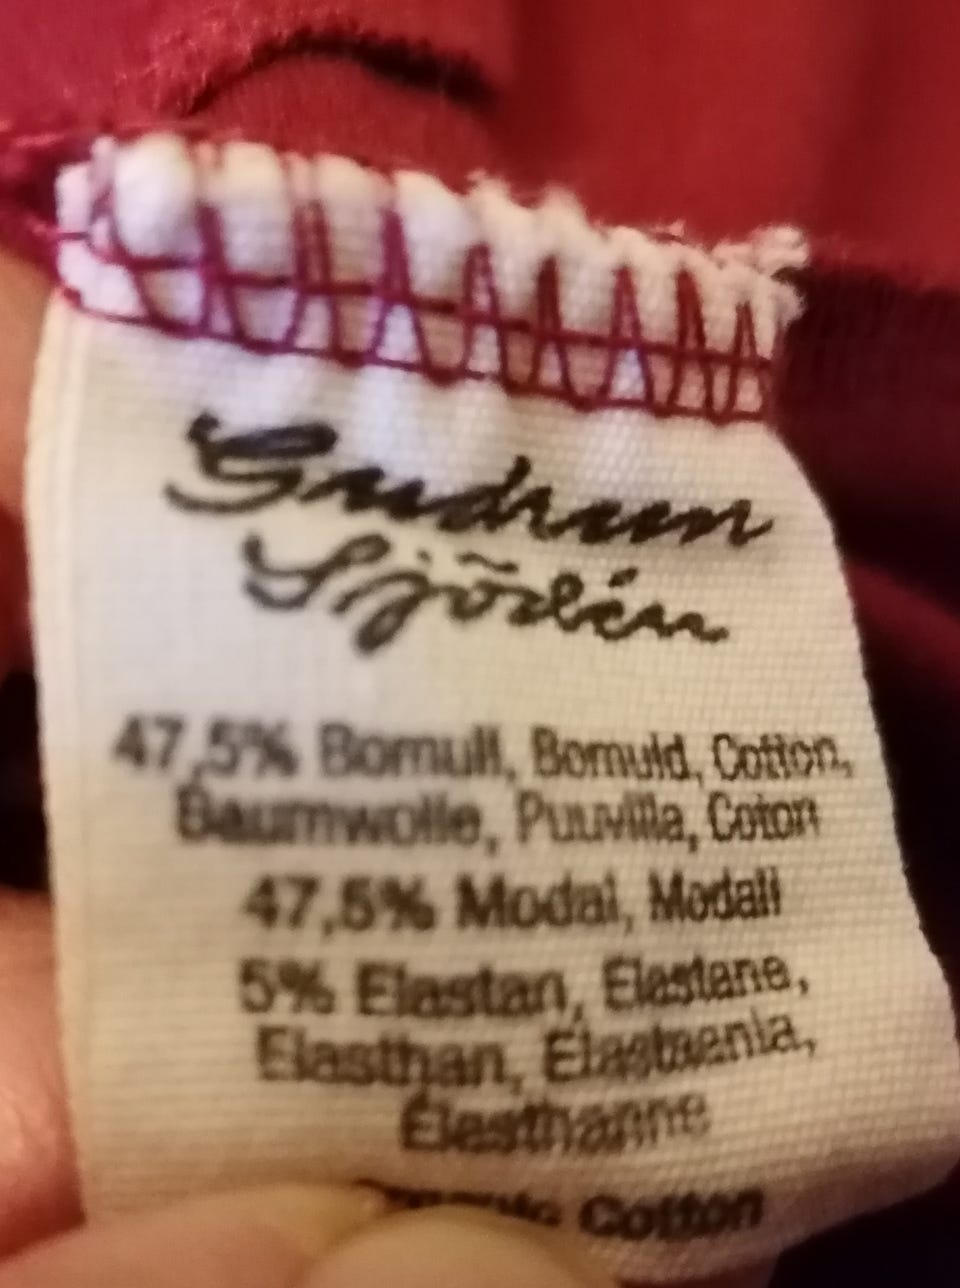 Gudrun
Sjödén
47,5% Bomull, Bomuld, Cotton,
Baumwolle, Puuvilla, Coton
47,5% Modal, Modali
5% Elastan, Elastane,
Elasthan, Elastaania,
Élasthanne
Cotton